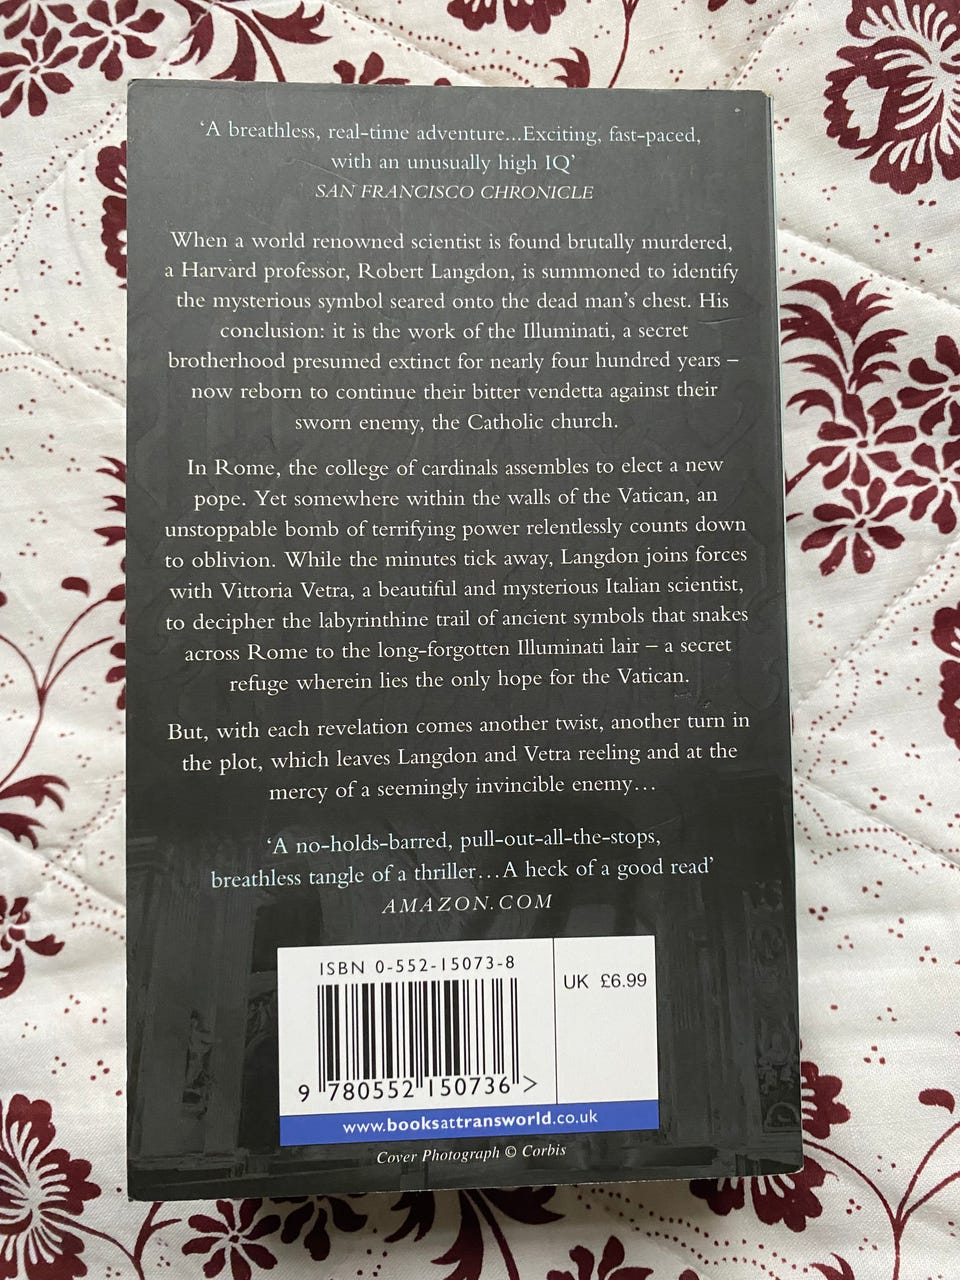 ‘A breathless, real-time adventure...Exciting, fast-paced,
with an unusually high IQ’
SAN FRANCISCO CHRONICLE
When a world renowned scientist is found brutally murdered,
a Harvard professor, Robert Langdon, is summoned to identify
the mysterious symbol seared onto the dead man’s chest. His
conclusion: it is the work of the Illuminati, a secret
brotherhood presumed extinct for nearly four hundred years –
now reborn to continue their bitter vendetta against their
sworn enemy, the Catholic church.
In Rome, the college of cardinals assembles to elect a new
pope. Yet somewhere within the walls of the Vatican, an
unstoppable bomb of terrifying power relentlessly counts down
to oblivion. While the minutes tick away, Langdon joins forces
with Vittoria Vetra, a beautiful and mysterious Italian scientist,
to decipher the labyrinthine trail of ancient symbols that snakes
across Rome to the long-forgotten Illuminati lair – a secret
refuge wherein lies the only hope for the Vatican.
But, with each revelation comes another twist, another turn in
the plot, which leaves Langdon and Vetra reeling and at the
mercy of a seemingly invincible enemy...
‘A no-holds-barred, pull-out-all-the-stops,
breathless tangle of a thriller...A heck of a good read’
AMAZON.COM
ISBN 0-552-15073-8
UK £6.99
9 780552 150736 >
www.booksattransworld.co.uk
Cover Photograph © Corbis